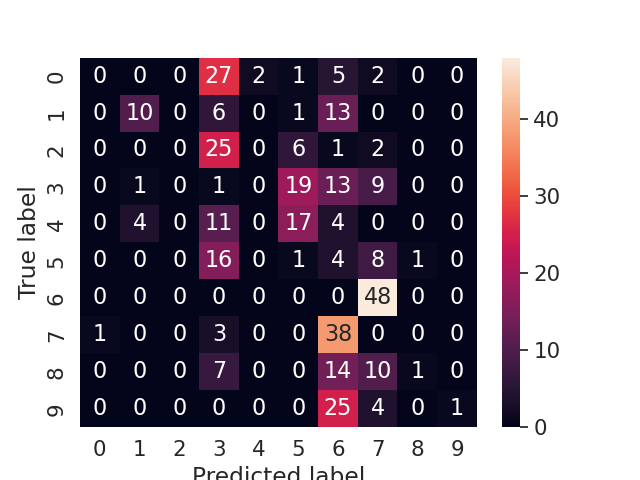 0 0 0 0 27 2 1 5 2 0 0
1 0 10 0 6 0 1 13 0 0 0
2 0 0 0 25 0 6 1 2 0 0
3 0 1 0 1 0 19 13 9 0 0
4 0 4 0 11 0 17 4 0 0 0
5 0 0 0 16 0 1 4 8 1 0
6 0 0 0 0 0 0 0 48 0 0
7 1 0 0 3 0 0 38 0 0 0
8 0 0 0 7 0 0 14 10 1 0
9 0 0 0 0 0 0 25 4 0 1
0 1 2 3 4 5 6 7 8 9
True label
Predicted label
40
30
20
10
0